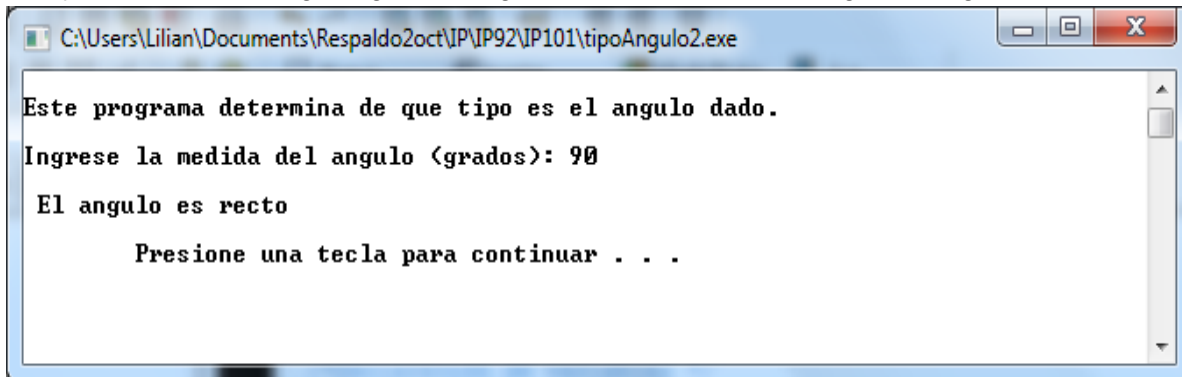 C:\Users\Lilian\Documents\Respaldo2oct\IP\IP92\IP101\tipoAngulo2.exe
Este programa determina de que tipo es el angulo dado.
Ingrese la medida del angulo (grados): 90
El angulo es recto
Presione una tecla para continuar . . .